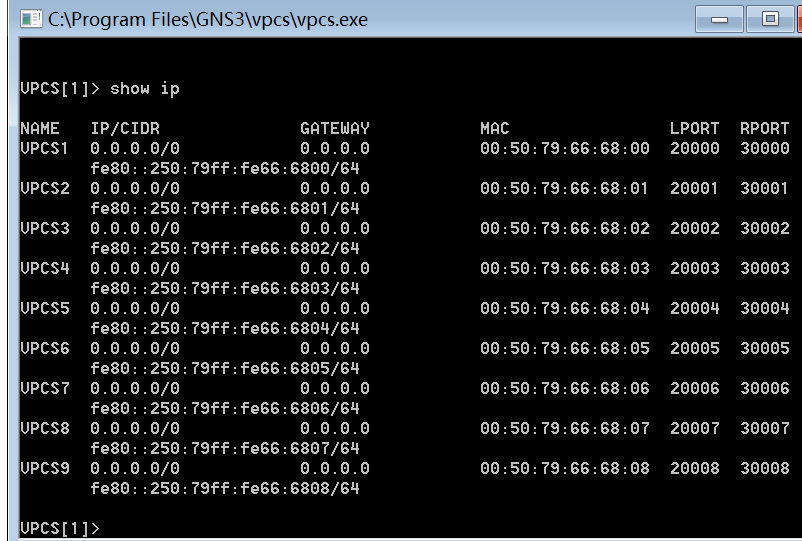 C:\Program Files\GNS3\vpcs\vpcs.exe
VPCS[1]> show ip
NAME IP/CIDR GATEWAY MAC LPORT RPORT
VPCS1 0.0.0.0/0 0.0.0.0 00:50:79:66:68:00 20000 30000
fe80::250:79ff:fe66:6800/64
VPCS2 0.0.0.0/0 0.0.0.0 00:50:79:66:68:01 20001 30001
fe80::250:79ff:fe66:6801/64
VPCS3 0.0.0.0/0 0.0.0.0 00:50:79:66:68:02 20002 30002
fe80::250:79ff:fe66:6802/64
VPCS4 0.0.0.0/0 0.0.0.0 00:50:79:66:68:03 20003 30003
fe80::250:79ff:fe66:6803/64
VPCS5 0.0.0.0/0 0.0.0.0 00:50:79:66:68:04 20004 30004
fe80::250:79ff:fe66:6804/64
VPCS6 0.0.0.0/0 0.0.0.0 00:50:79:66:68:05 20005 30005
fe80::250:79ff:fe66:6805/64
VPCS7 0.0.0.0/0 0.0.0.0 00:50:79:66:68:06 20006 30006
fe80::250:79ff:fe66:6806/64
VPCS8 0.0.0.0/0 0.0.0.0 00:50:79:66:68:07 20007 30007
fe80::250:79ff:fe66:6807/64
VPCS9 0.0.0.0/0 0.0.0.0 00:50:79:66:68:08 20008 30008
fe80::250:79ff:fe66:6808/64
VPCS[1]>